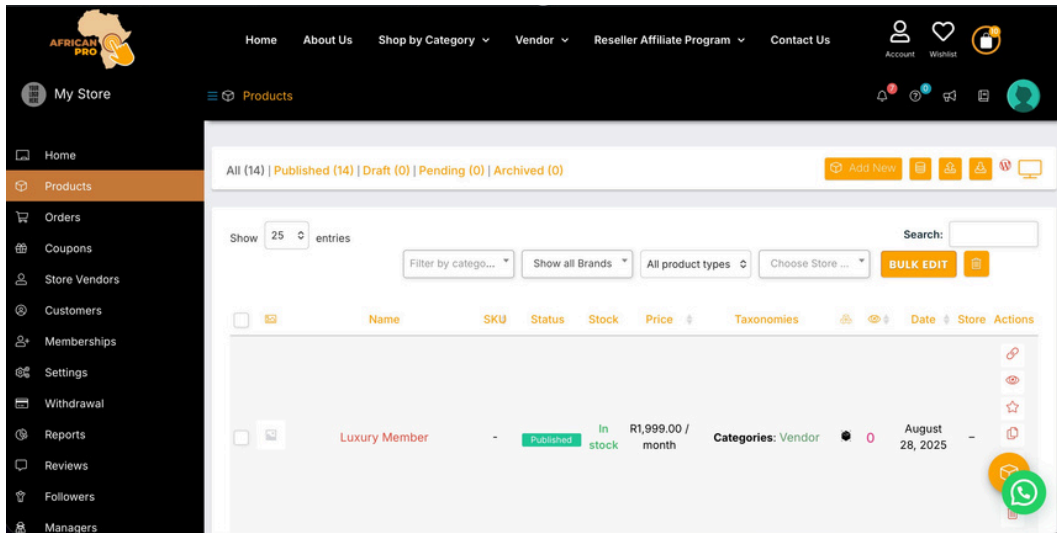 AFRICAN
PRO
Home About Us Shop by Category Vendor Reseller Affiliate Program Contact Us
Account Wishlist
My Store
Products
Home
Products
Orders
Coupons
Store Vendors
Customers
Memberships
Settings
Withdrawal
Reports
Reviews
Followers
Managers
All (14) | Published (14) | Draft (0) | Pending (0) | Archived (0)
Add New
Show 25 entries
Search:
Filter by catego... Show all Brands All product types Choose Store ... BULK EDIT
Name SKU Status Stock Price Taxonomies Date Store Actions
Luxury Member - Published In stock R1,999.00 / month Categories: Vendor 0 August 28, 2025 –